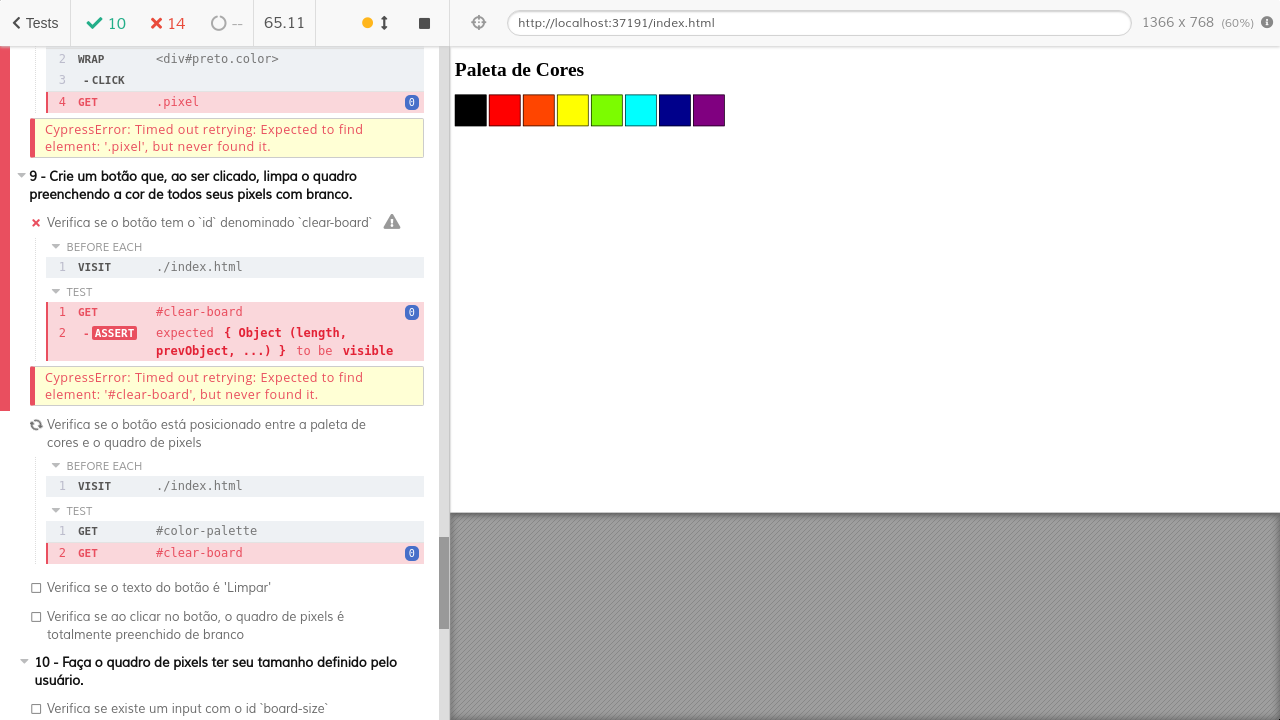 Tests
10
14
--
65.11
http://localhost:37191/index.html
1366 x 768 (60%)
2 WRAP <div#preto.color>
3 -CLICK
4 GET .pixel 0
CypressError: Timed out retrying: Expected to find
element: '.pixel', but never found it.
9 - Crie um botão que, ao ser clicado, limpa o quadro
preenchendo a cor de todos seus pixels com branco.
Verifica se o botão tem o `id` denominado `clear-board`
BEFORE EACH
1 VISIT ./index.html
TEST
1 GET #clear-board 0
2 -ASSERT expected { Object (length,
prevObject, ...) } to be visible
CypressError: Timed out retrying: Expected to find
element: '#clear-board', but never found it.
Verifica se o botão está posicionado entre a paleta de
cores e o quadro de pixels
BEFORE EACH
1 VISIT ./index.html
TEST
1 GET #color-palette
2 GET #clear-board 0
Verifica se o texto do botão é 'Limpar'
Verifica se ao clicar no botão, o quadro de pixels é
totalmente preenchido de branco
10 - Faça o quadro de pixels ter seu tamanho definido pelo
usuário.
Verifica se existe um input com o id `board-size`
Paleta de Cores